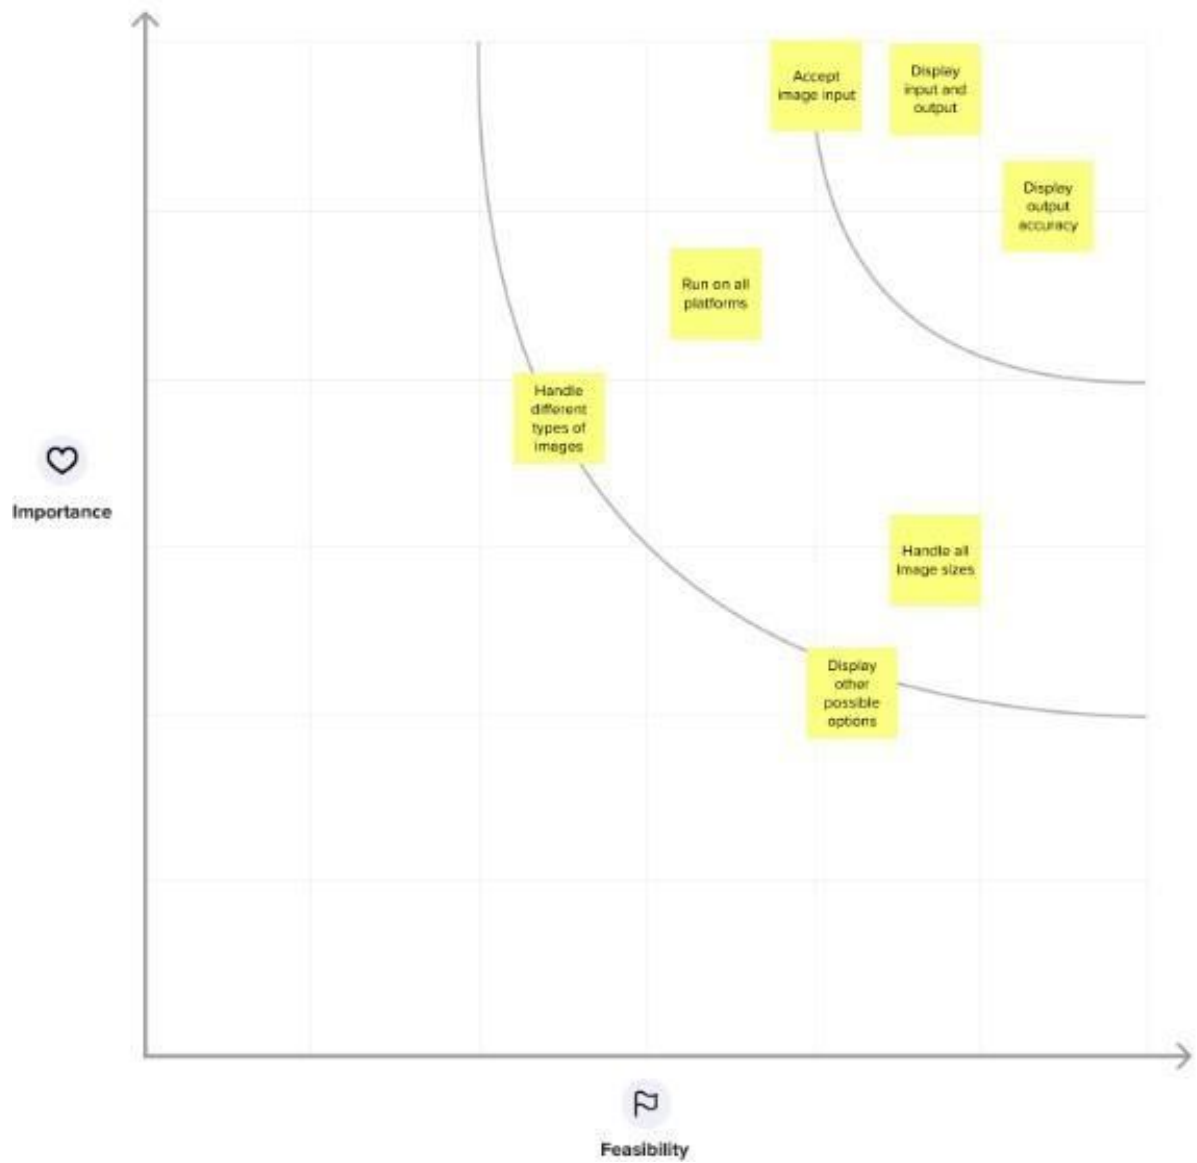 Accept
image input
Display
input and
output
Display
output
accuracy
Run on all
platforms
Handle
different
types of
images
Importance
Handle all
image sizes
Display
other
possible
options
Feasibility